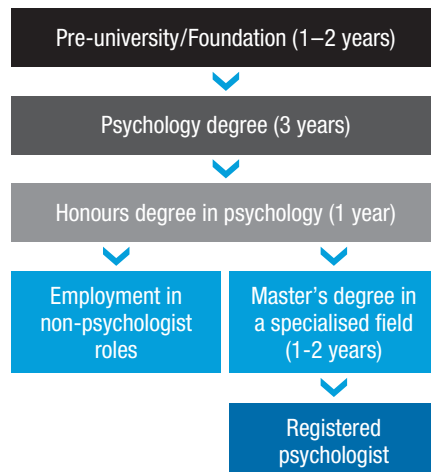 Pre-university/Foundation (1–2 years)
Psychology degree (3 years)
Honours degree in psychology (1 year)
Employment in
non-psychologist
roles
Master's degree in
a specialised field
(1-2 years)
Registered
psychologist